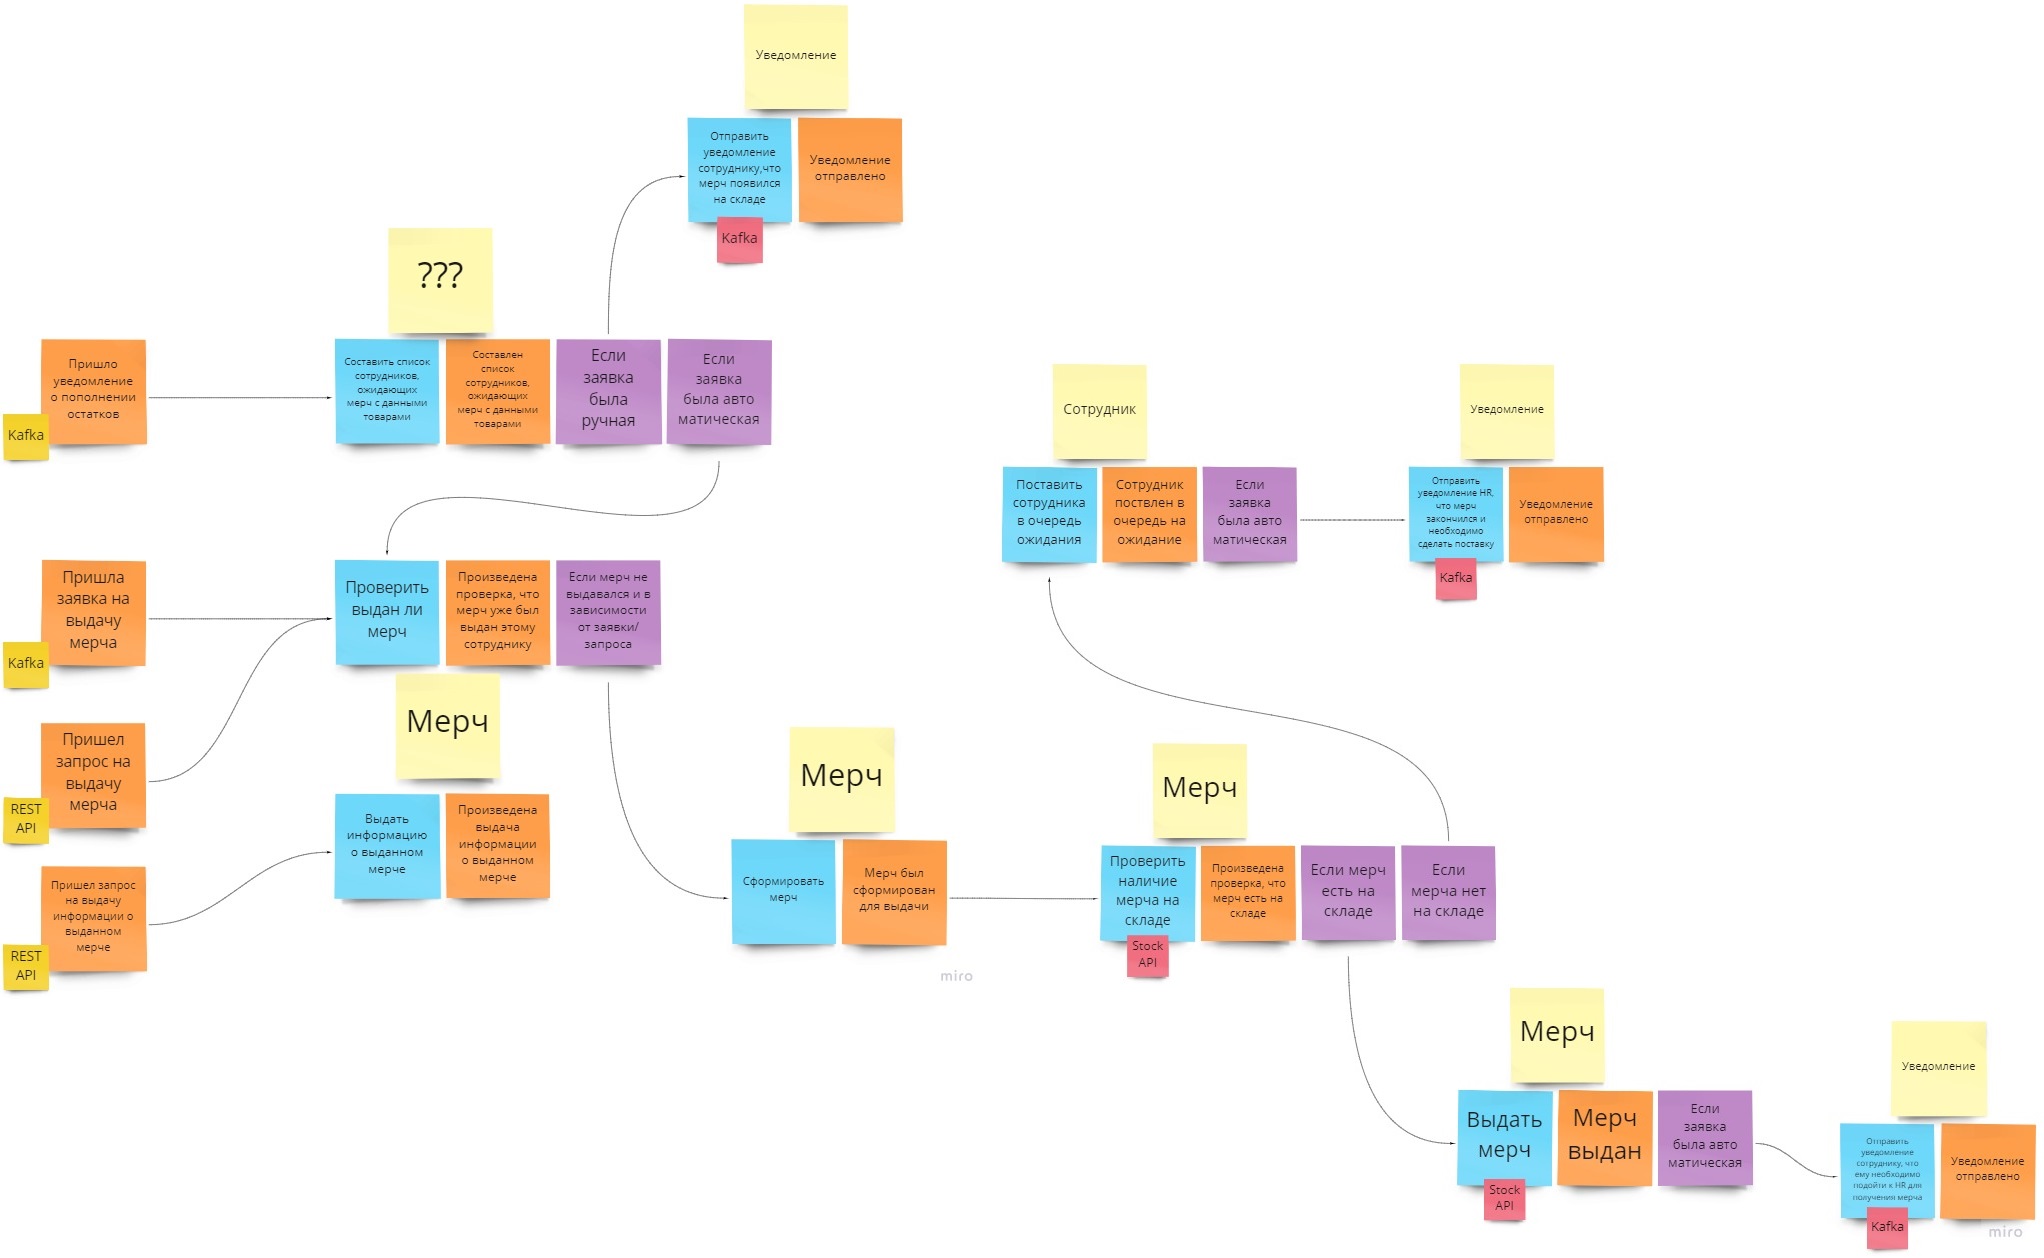 Уведомление
Отправить
уведомление
сотруднику,что
мерч появился
на складе
Kafka
Уведомление
отправлено
???
Пришло
уведомление
о пополнении
остатков
Kafka
Составить список
сотрудников,
ожидающих
мерч с данными
товарами
Составлен
список
сотрудников,
ожидающих
мерч с данными
товарами
Если
заявка
была
ручная
Если
заявка
была авто
матическая
Сотрудник
Поставить
сотрудника
в очередь
ожидания
Сотрудник
поствлен в
очередь на
ожидание
Если
заявка
была авто
матическая
Уведомление
Отправить
уведомление HR,
что мерч
закончился и
необходимо
сделать поставку
Kafka
Уведомление
отправлено
Пришла
заявка на
выдачу
мерча
Kafka
Проверить
выдан ли
мерч
Произведена
проверка, что
мерч уже был
выдан этому
сотруднику
Если мерч не
выдавался и в
зависимости
от заявки/
запроса
Мерч
Пришел
запрос на
выдачу
мерча
REST
API
Выдать
информацию
о выданном
мерче
Произведена
выдача
информации
о выданном
мерче
Пришел запрос
на выдачу
информации о
выданном
мерче
REST
API
Мерч
Сформировать
мерч
Мерч был
сформирован
для выдачи
miro
Мерч
Проверить
наличие
мерча на
складе
Stock
API
Произведена
проверка, что
мерч есть на
складе
Если мерч
есть на
складе
Если
мерча нет
на складе
Мерч
Выдать
мерч
Stock
API
Мерч
выдан
Если
заявка
была авто
матическая
Уведомление
Отправить
уведомление
сотруднику, что
ему необходимо
подойти к HR для
получения мерча
Kafka
Уведомление
отправлено
miro